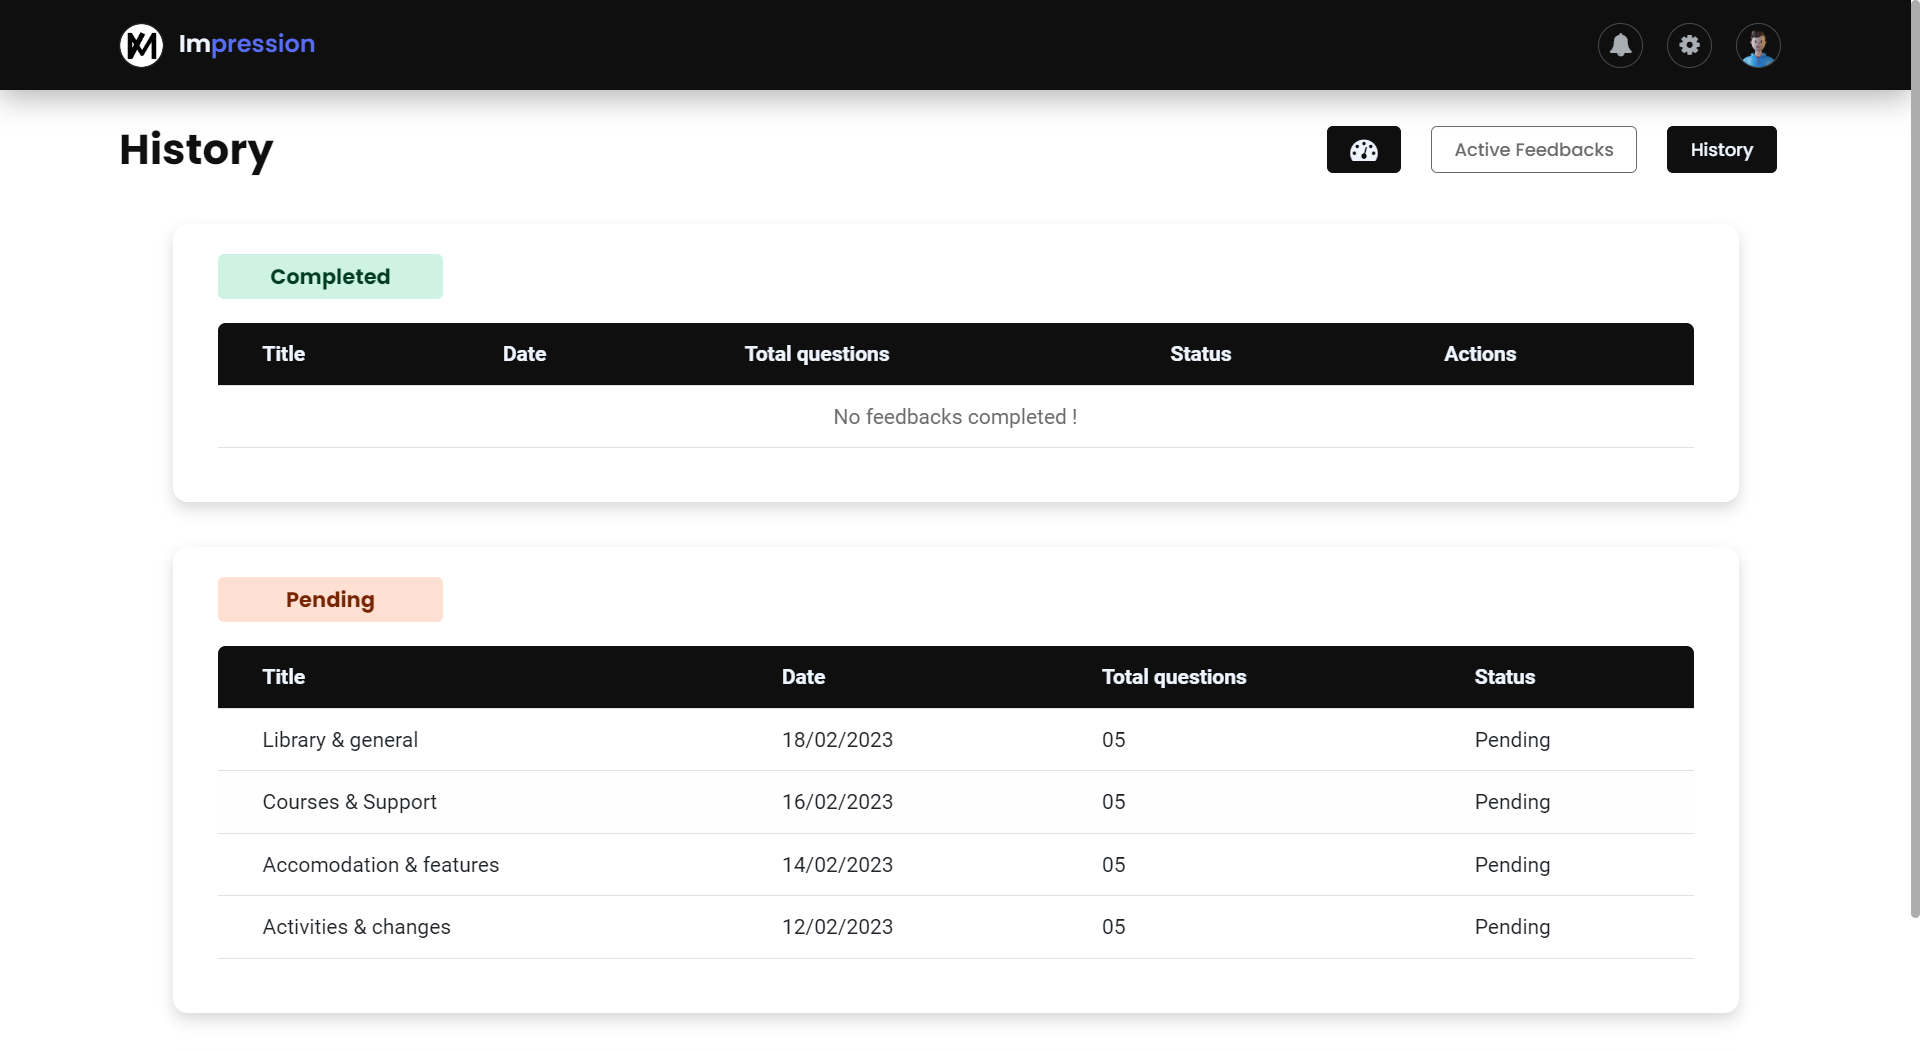 Impression
History
Active Feedbacks
History
Completed
Title Date Total questions Status Actions
No feedbacks completed !
Pending
Title Date Total questions Status
Library & general 18/02/2023 05 Pending
Courses & Support 16/02/2023 05 Pending
Accomodation & features 14/02/2023 05 Pending
Activities & changes 12/02/2023 05 Pending